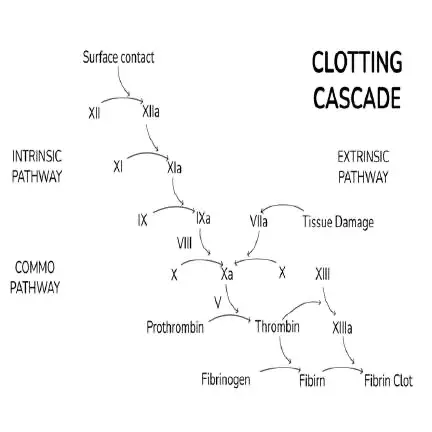 Surface contact
CLOTTING
CASCADE
XII
XIIa
INTRINSIC
PATHWAY
XI
XIa
EXTRINSIC
PATHWAY
IX
IXa
VIIa
Tissue Damage
VIII
COMMO
PATHWAY
X
Xa
X
XIII
V
Prothrombin
Thrombin
XIIIa
Fibrinogen
Fibirn
Fibrin Clot